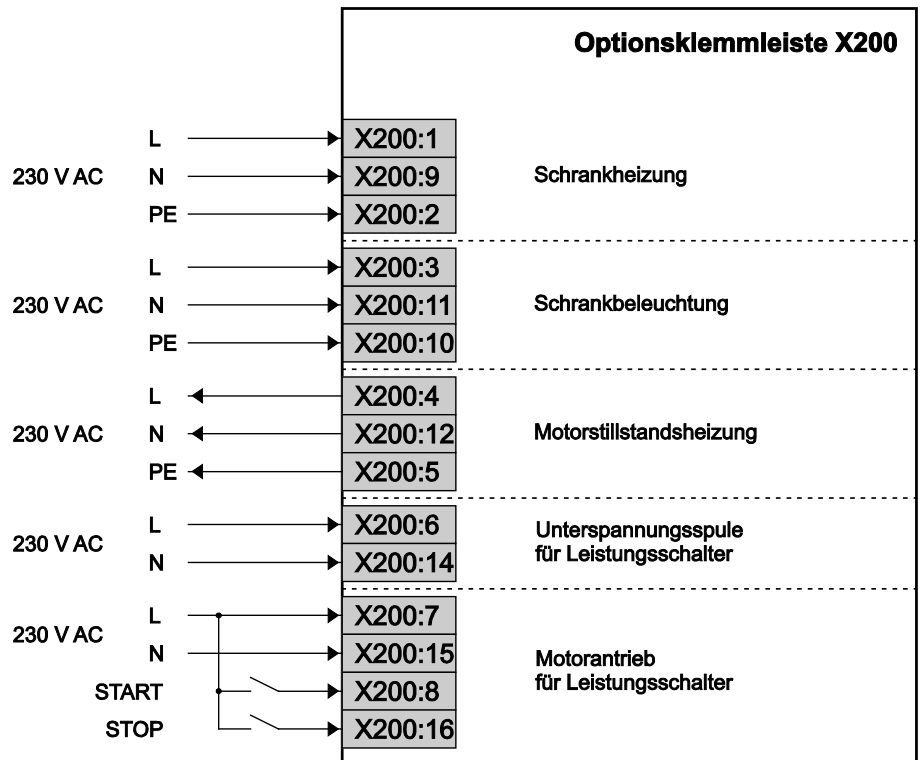 Optionsklemmleiste X200
L X200:1
230 V AC N X200:9 Schrankheizung
PE X200:2
L X200:3
230 V AC N X200:11 Schrankbeleuchtung
PE X200:10
L X200:4
230 V AC N X200:12 Motorstillstandsheizung
PE X200:5
L X200:6 Unterspannungsspule
230 V AC
N X200:14 für Leistungsschalter
L X200:7
230 V AC
N X200:15 Motorantrieb
START X200:8 für Leistungsschalter
STOP X200:16